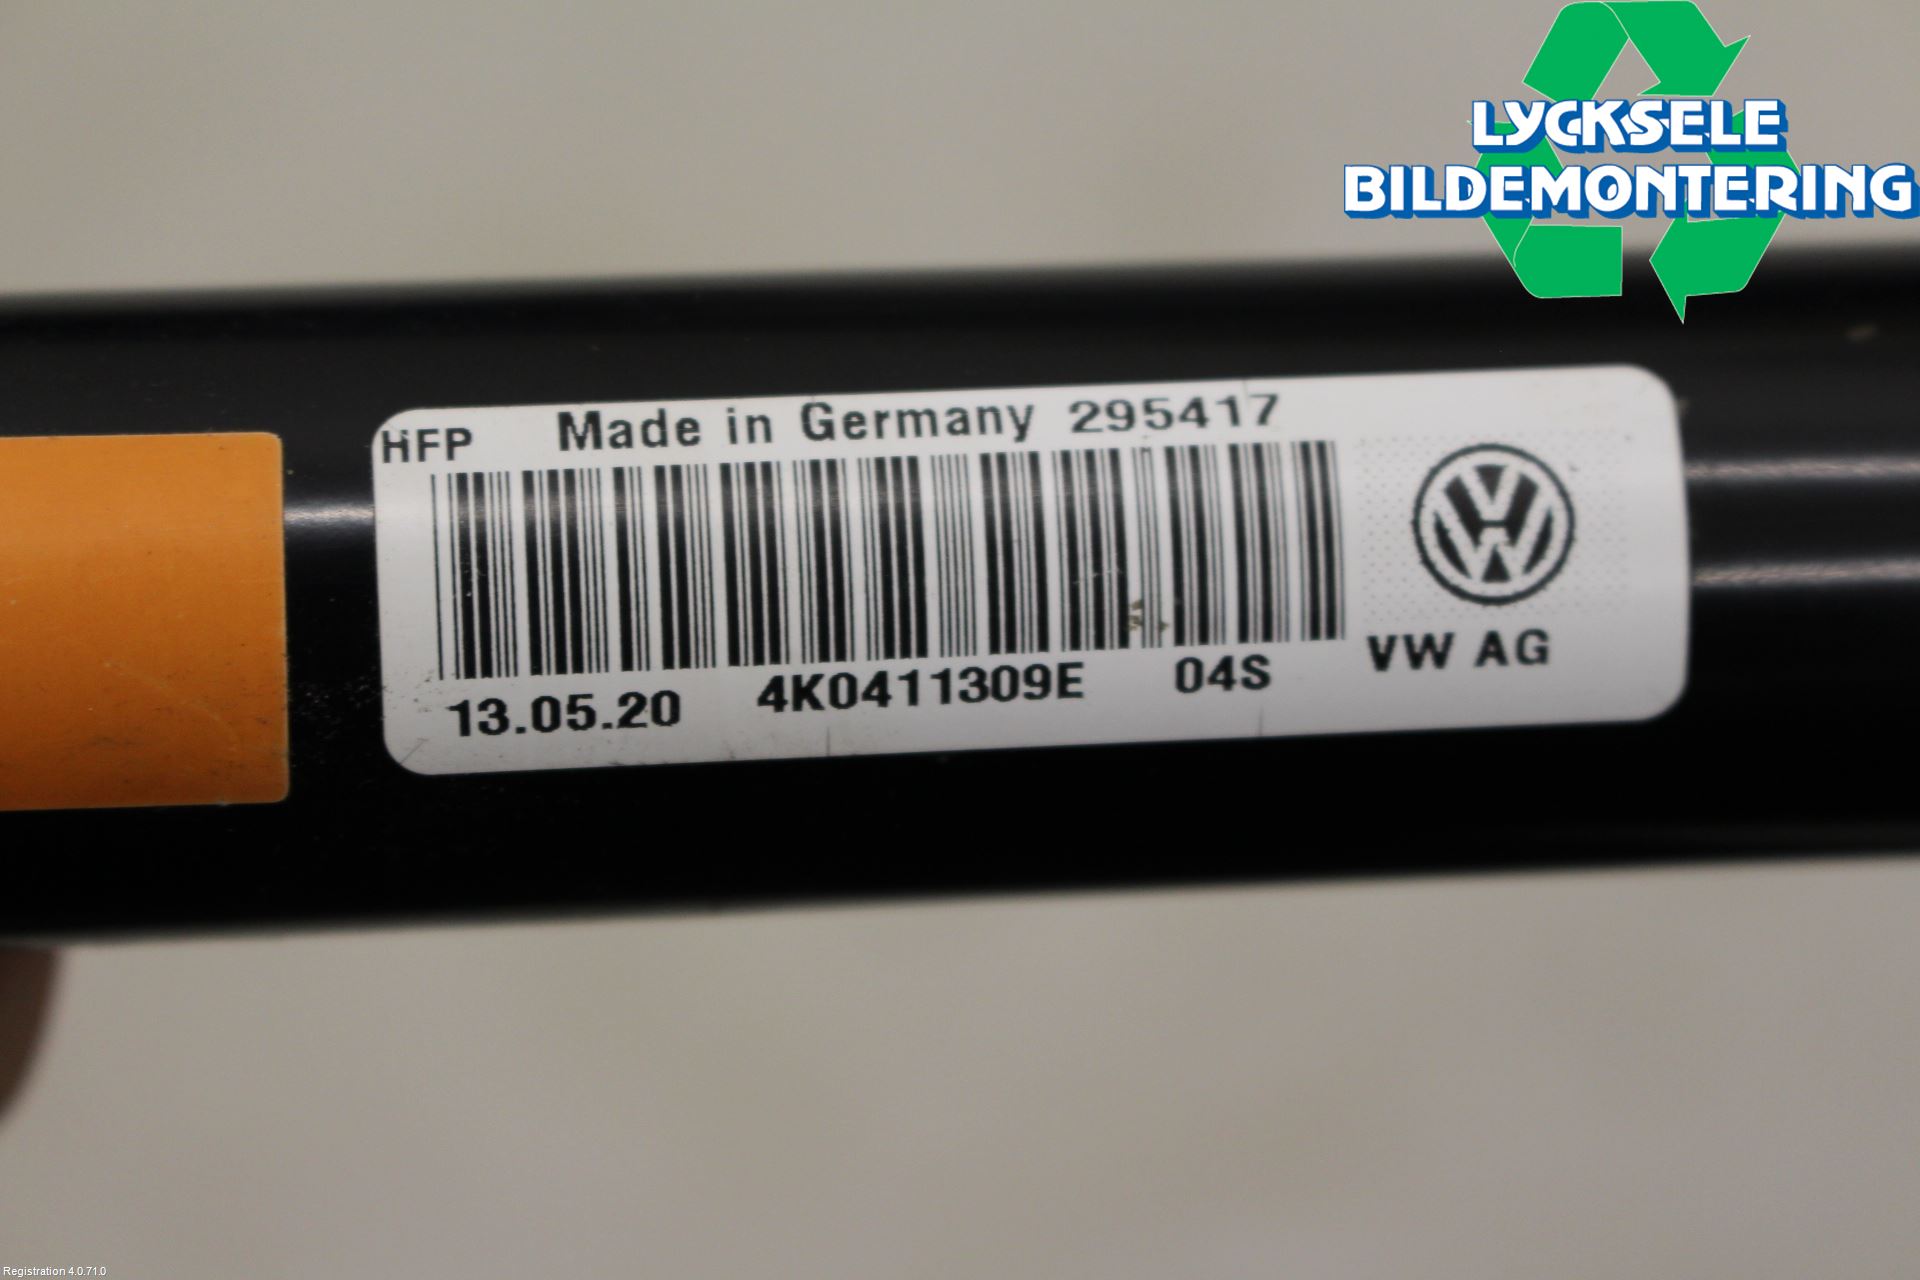 LYCKSELE
BILDEMONTERING
HFP Made in Germany 295417
13.05.20 4K0411309E 04S VW AG
Registration 4.0.71.0